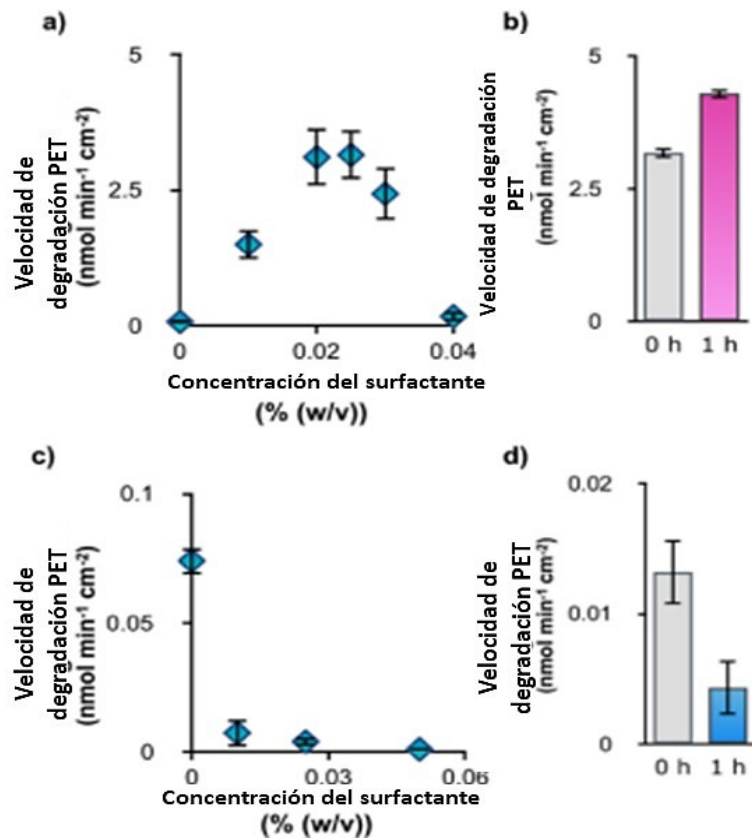 a)
Velocidad de
degradación PET
(nmol min⁻¹ cm⁻²)
5
2.5
0
0
0.02
0.04
Concentración del surfactante
(% (w/v))
b)
Velocidad de degradación
PET
(nmol min⁻¹ cm⁻²)
5
2.5
0
0 h
1 h
c)
Velocidad de
degradación PET
(nmol min⁻¹ cm⁻²)
0.1
0.05
0
0
0.03
0.06
Concentración del surfactante
(% (w/v))
d)
Velocidad de
degradación PET
(nmol min⁻¹ cm⁻²)
0.02
0.01
0
0 h
1 h